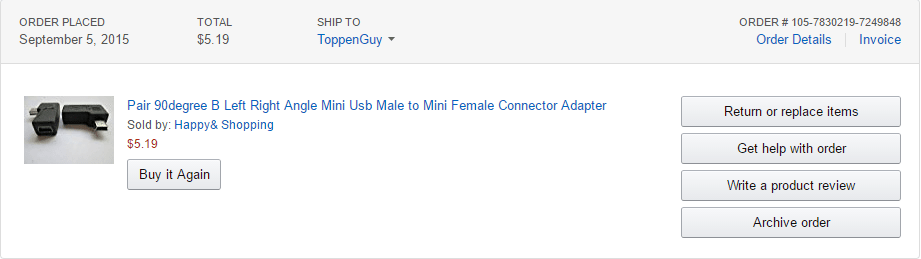 ORDER PLACED
September 5, 2015
TOTAL
$5.19
SHIP TO
ToppenGuy
ORDER # 105-7830219-7249848
Order Details
Invoice
Pair 90degree B Left Right Angle Mini Usb Male to Mini Female Connector Adapter
Sold by: Happy& Shopping
$5.19
Buy it Again
Return or replace items
Get help with order
Write a product review
Archive order